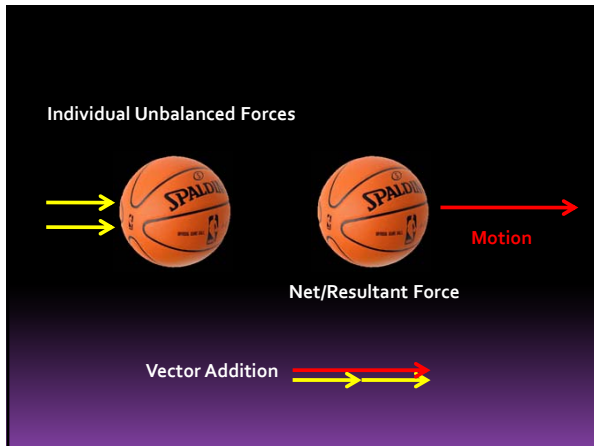 Individual Unbalanced Forces
SPALDING
SPALDING
Motion
Net/Resultant Force
Vector Addition